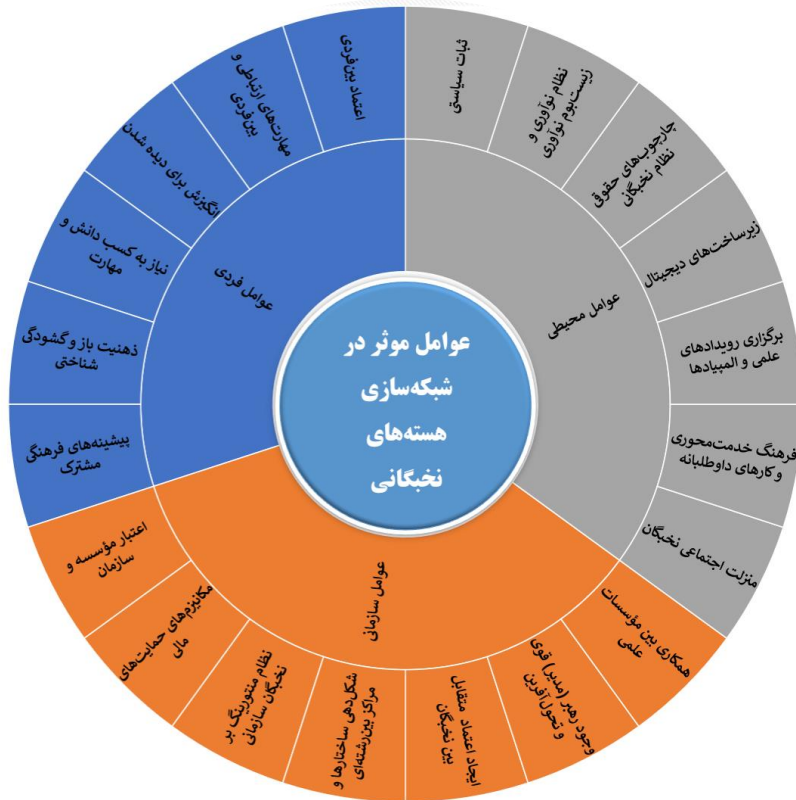 عوامل موثر در
شبکه‌سازی
هسته‌های
نخبگانی
عوامل محیطی
ثبات سیاستی
نظام نوآوری و
زیست‌بوم نوآوری
چارچوب‌های حقوقی
نظام نخبگانی
زیرساخت‌های دیجیتال
برگزاری رویدادهای
علمی و المپیادها
فرهنگ خدمت‌محوری
و کارهای داوطلبانه
منزلت اجتماعی نخبگان
عوامل سازمانی
همکاری بین مؤسسات
علمی
وجود رهبر (مدیر) قوی
و تحول‌آفرین
ایجاد اعتماد متقابل
بین نخبگان
شکل‌دهی ساختارها و
مراکز بین‌رشته‌ای
نظام منتورینگ بر
نخبگان سازمانی
مکانیزم‌های حمایت‌های
مالی
اعتبار مؤسسه و
سازمان
عوامل فردی
پیشینه‌های فرهنگی
مشترک
ذهنیت باز و گشودگی
شناختی
نیاز به کسب دانش و
مهارت
انگیزش برای دیده شدن
مهارت‌های ارتباطی و
بین‌فردی
اعتماد بین‌فردی